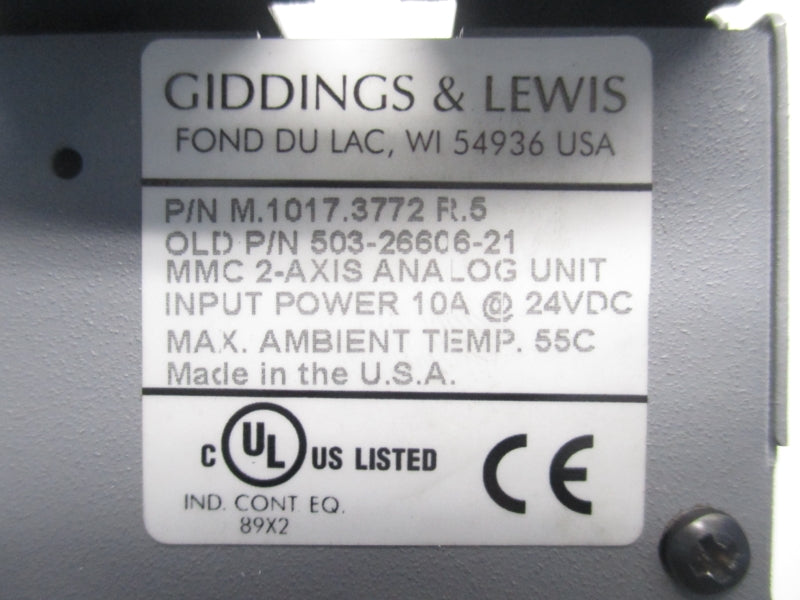 GIDDINGS & LEWIS
FOND DU LAC, WI 54936 USA
P/N M.1017.3772 R.5
OLD P/N 503-26606-21
MMC 2-AXIS ANALOG UNIT
INPUT POWER 10A @ 24VDC
MAX. AMBIENT TEMP. 55C
Made in the U.S.A.
C UL US LISTED
CE
IND. CONT EQ.
89X2